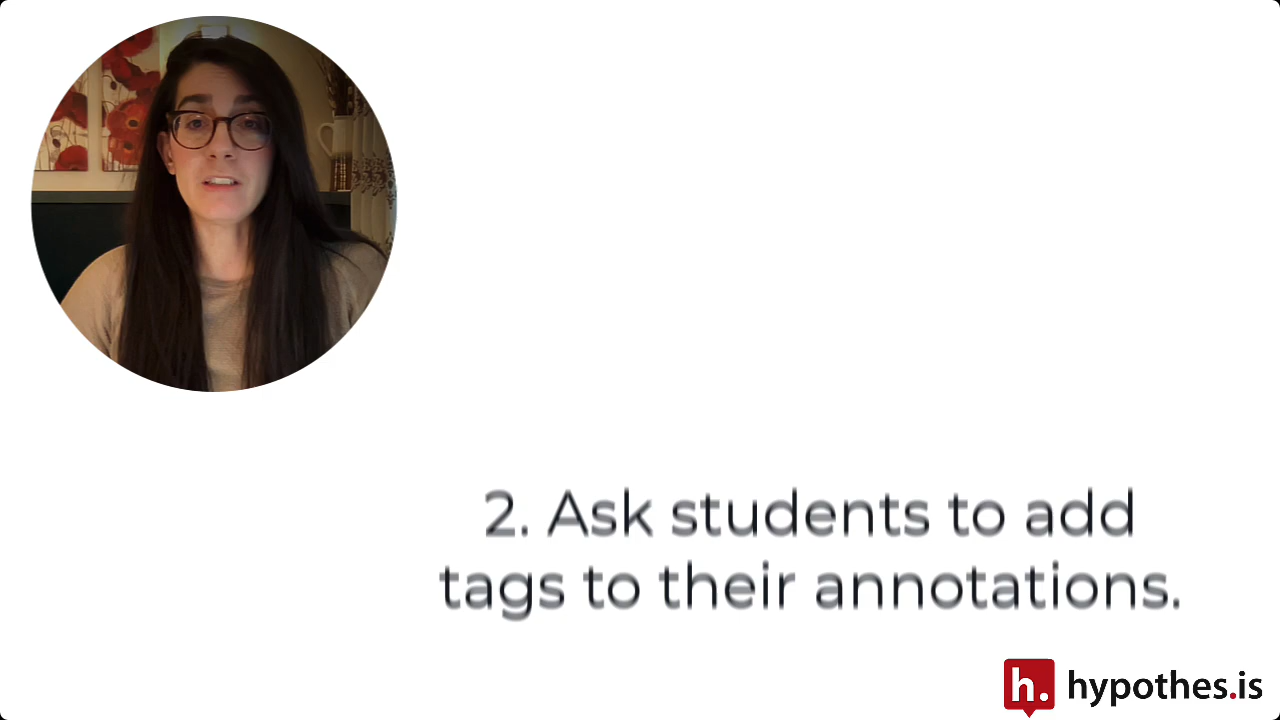 2. Ask students to add
tags to their annotations.
h. hypothes.is